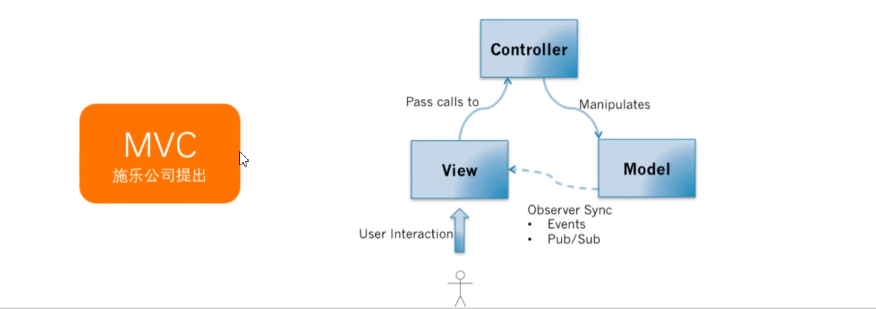 MVC
施乐公司提出
Controller
Pass calls to
Manipulates
View
Model
Observer Sync
• Events
• Pub/Sub
User Interaction